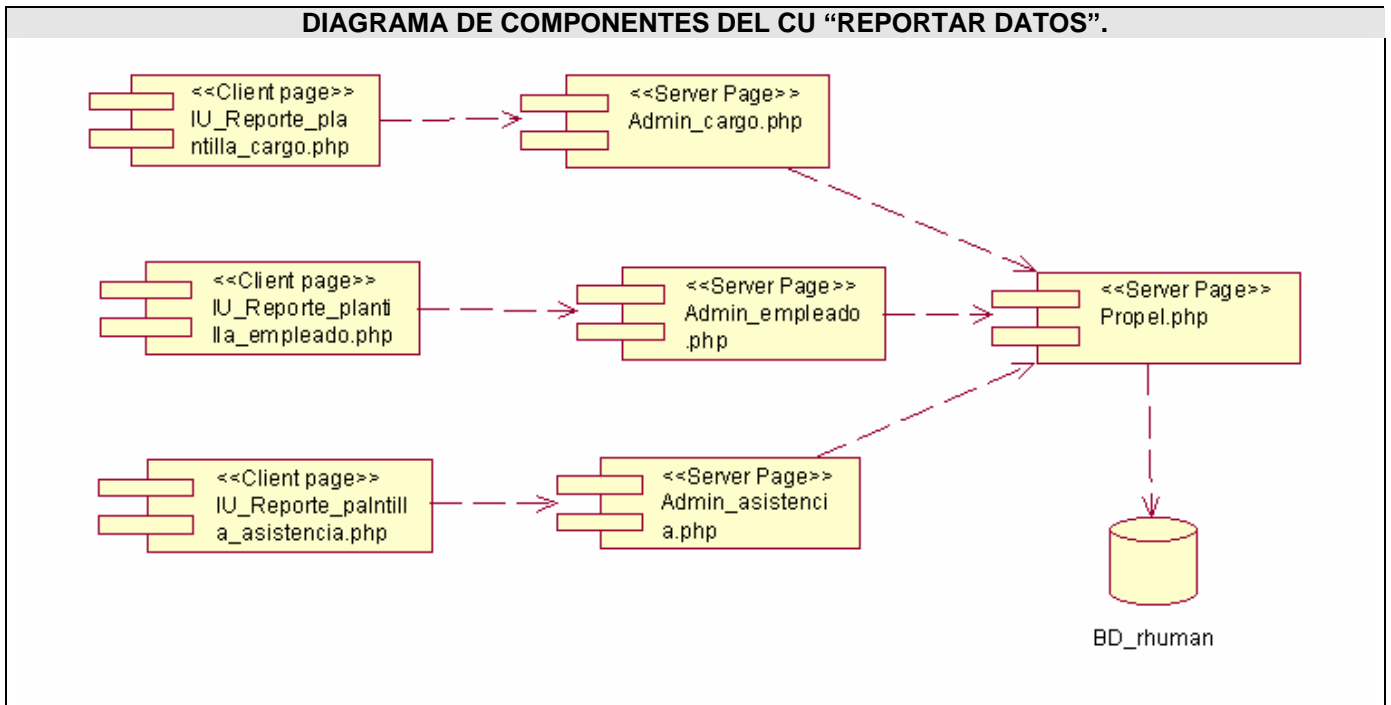 DIAGRAMA DE COMPONENTES DEL CU “REPORTAR DATOS”.
<<Client page>>
IU_Reporte_pla
ntilla_cargo.php
<<Server Page>>
Admin_cargo.php
<<Client page>>
IU_Reporte_planti
lla_empleado.php
<<Server Page>>
Admin_empleado
.php
<<Server Page>>
Propel.php
<<Client page>>
IU_Reporte_palntill
a_asistencia.php
<<Server Page>>
Admin_asistenci
a.php
BD_rhuman